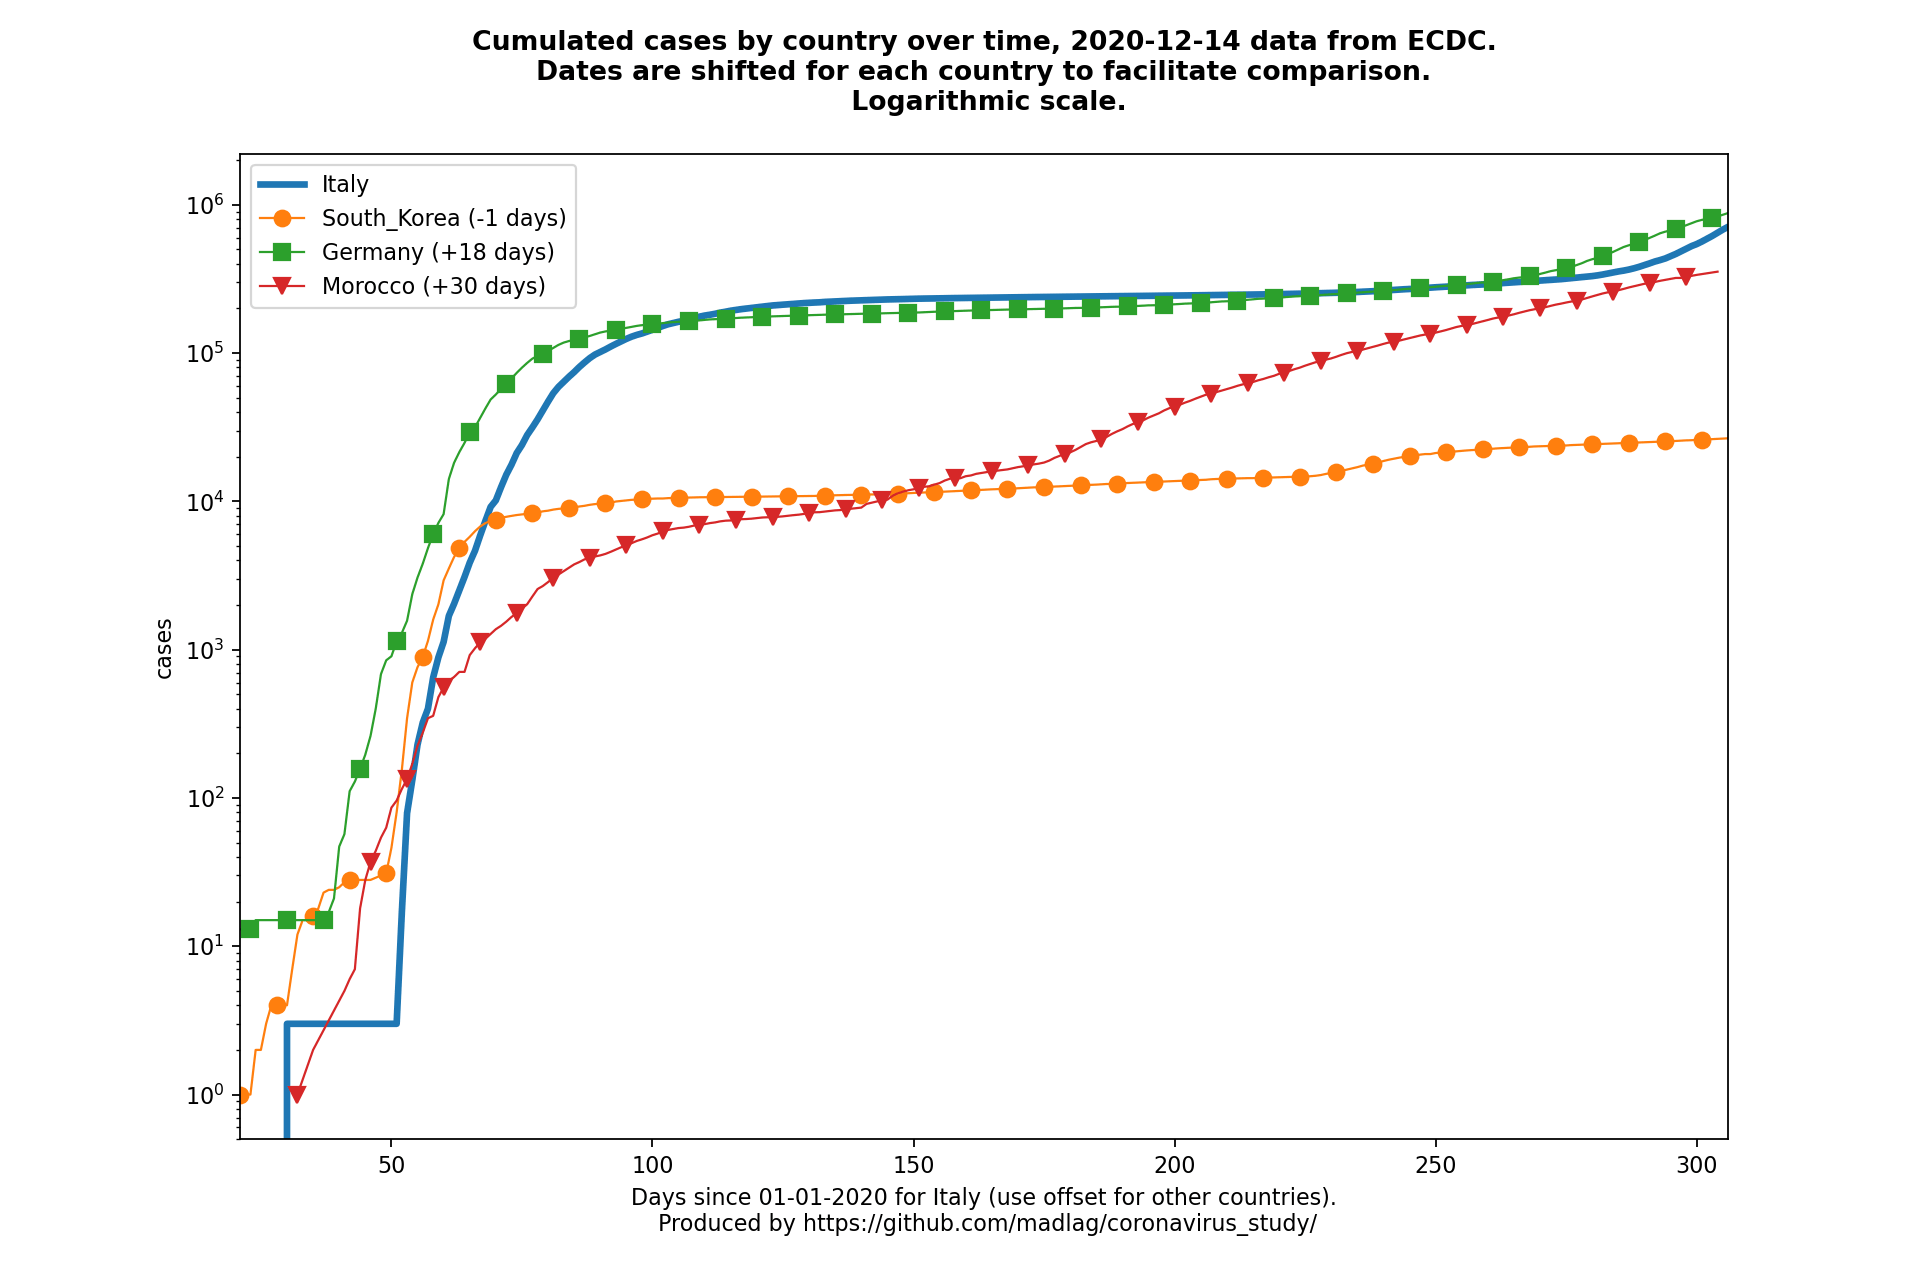 Cumulated cases by country over time, 2020-12-14 data from ECDC.
Dates are shifted for each country to facilitate comparison.
Logarithmic scale.
Italy
South_Korea (-1 days)
Germany (+18 days)
Morocco (+30 days)
10^6
10^5
10^4
10^3
10^2
10^1
10^0
cases
50 100 150 200 250 300
Days since 01-01-2020 for Italy (use offset for other countries).
Produced by https://github.com/madlag/coronavirus_study/